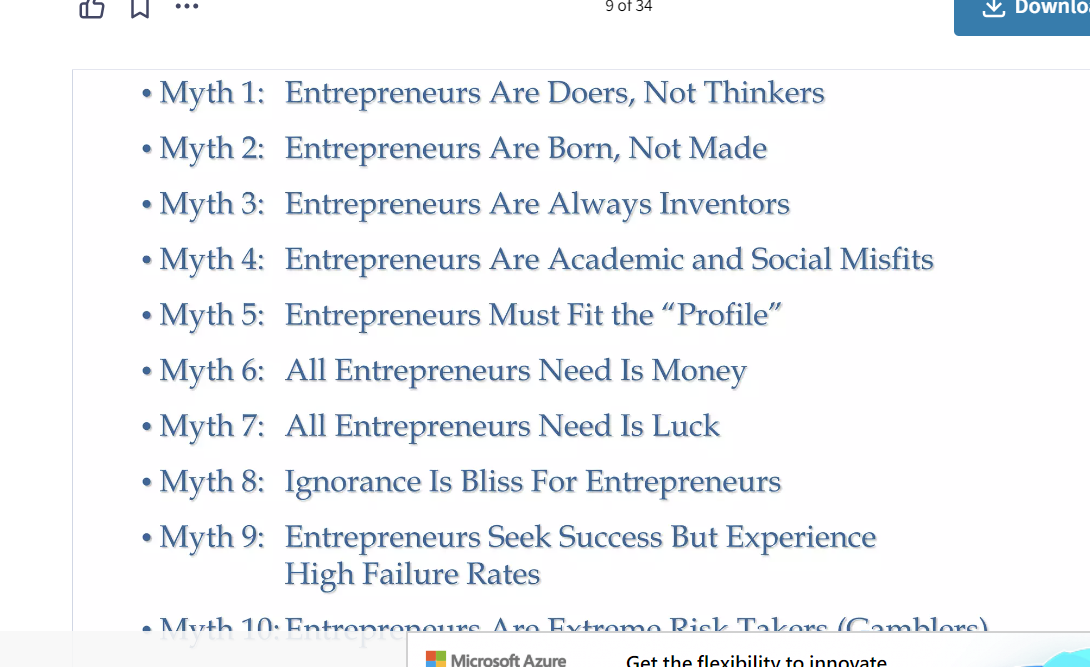 9 of 34
Downlo
• Myth 1: Entrepreneurs Are Doers, Not Thinkers
• Myth 2: Entrepreneurs Are Born, Not Made
• Myth 3: Entrepreneurs Are Always Inventors
• Myth 4: Entrepreneurs Are Academic and Social Misfits
• Myth 5: Entrepreneurs Must Fit the “Profile”
• Myth 6: All Entrepreneurs Need Is Money
• Myth 7: All Entrepreneurs Need Is Luck
• Myth 8: Ignorance Is Bliss For Entrepreneurs
• Myth 9: Entrepreneurs Seek Success But Experience
High Failure Rates
• Myth 10: Entrepreneurs Are Extreme Risk Takers (Gamblers)
Microsoft Azure
Get the flexibility to innovate